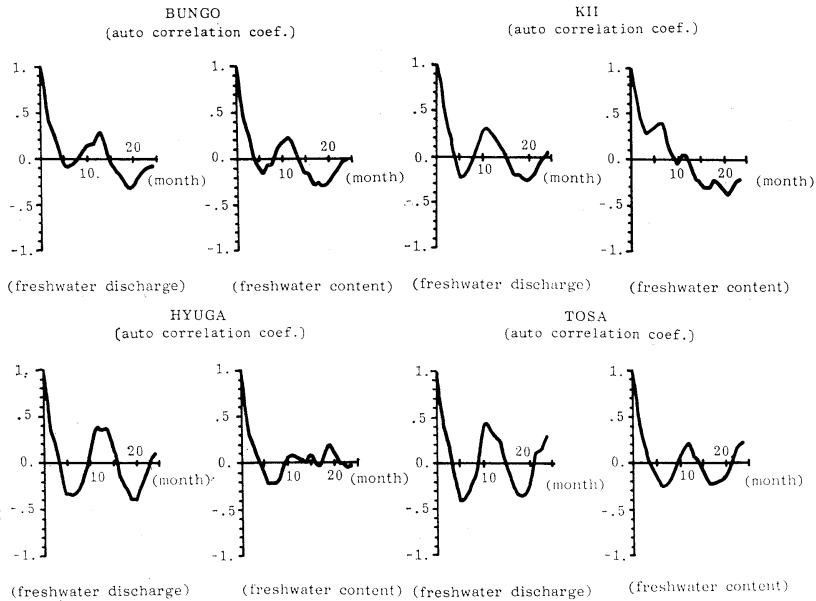 BUNGO
(auto correlation coef.)
1.
.5
0.
-.5
-1.
10.
20
(month)
(freshwater discharge)
1.
.5
0.
-.5
-1.
10
20
(month)
(freshwater content)
KII
(auto correlation coef.)
1.
.5
0.
-.5
-1.
10
20
(month)
(freshwater discharge)
1.
.5
0.
-.5
-1.
10
20
(month)
(freshwater content)
HYUGA
(auto correlation coef.)
1.
.5
0.
-.5
-1.
10
20
(month)
(freshwater discharge)
1.
.5
0.
-.5
-1.
10
20
(month)
(freshwater content)
TOSA
(auto correlation coef.)
1.
.5
0.
-.5
-1.
10
20
(month)
(freshwater discharge)
1.
.5
0.
-.5
-1.
10
20
(month)
(freshwater content)